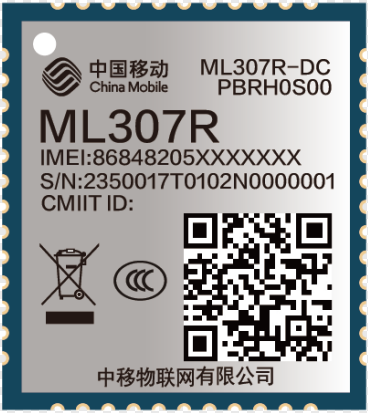 中国移动
China Mobile
ML307R-DC
PBRH0S00
ML307R
IMEI:86848205XXXXXXX
S/N:2350017T0102N0000001
CMIIT ID:
CCC
中移物联网有限公司